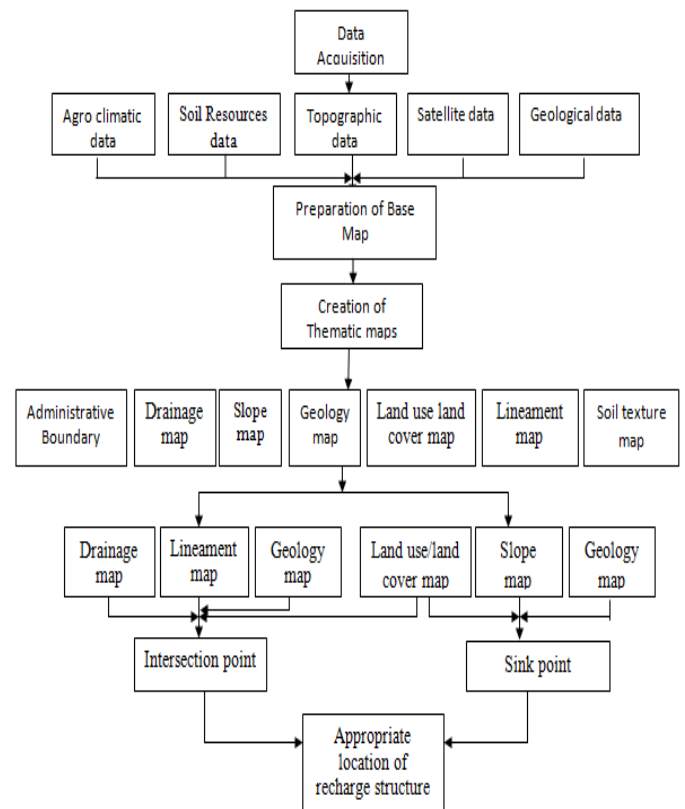 Data
Acquisition
Agro climatic
data
Soil Resources
data
Topographic
data
Satellite data
Geological data
Preparation of Base
Map
Creation of
Thematic maps
Administrative
Boundary
Drainage
map
Slope
map
Geology
map
Land use land
cover map
Lineament
map
Soil texture
map
Drainage
map
Lineament
map
Geology
map
Land use/land
cover map
Slope
map
Geology
map
Intersection point
Sink point
Appropriate
location of
recharge structure